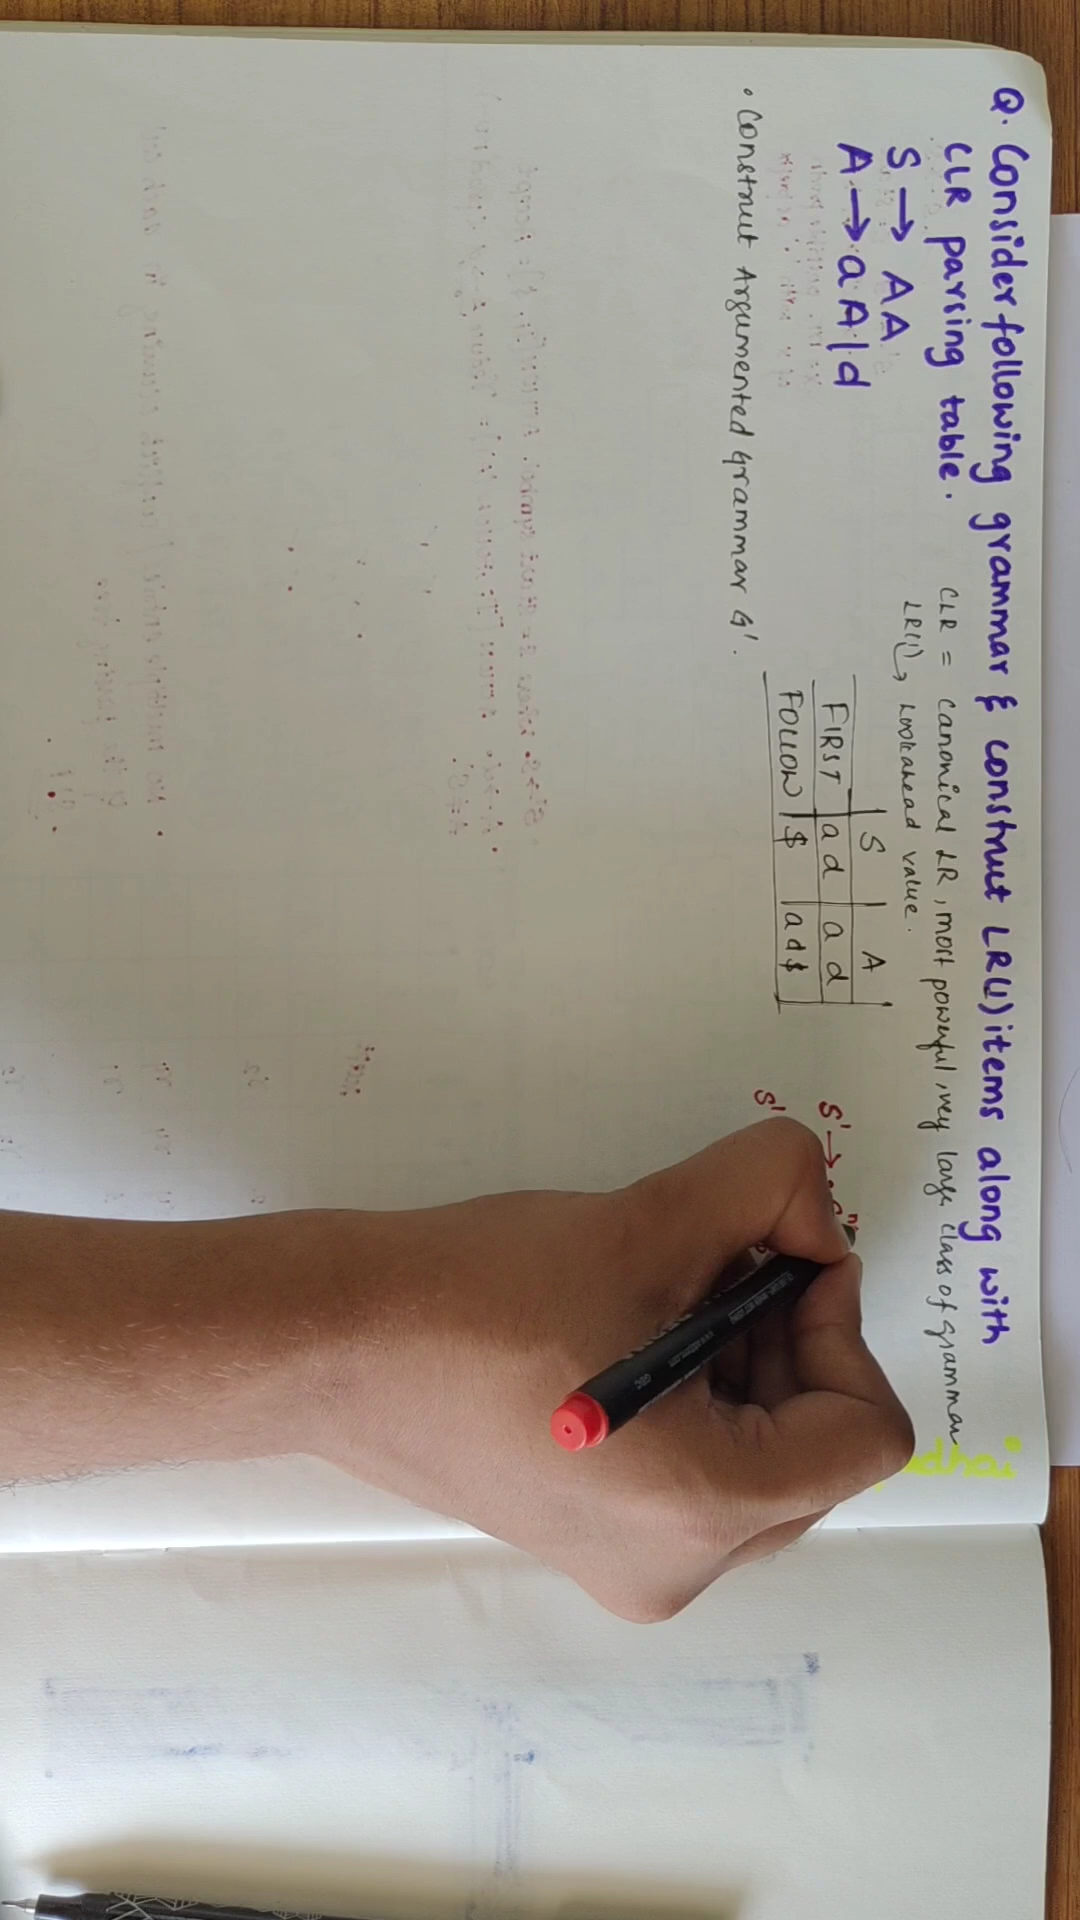 Q. Consider following grammar & construct LR(1) items along with
CLR parsing table.
S → AA
A → aA|d
CLR = canonical LR, most powerful, very large class of grammar
LR(1) → Lookahead value.
S A
FIRST a d a d
FOLLOW $ a d $
• Construct Argumented Grammar G'.
S' → .S
S'
dhai